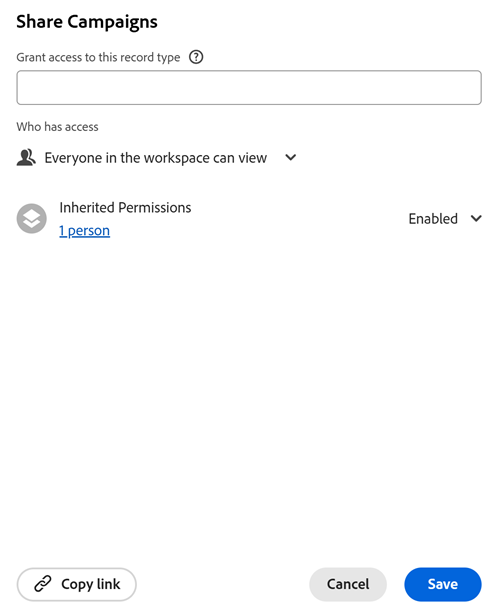 Share Campaigns
Grant access to this record type ?
Who has access
Everyone in the workspace can view
Inherited Permissions
1 person
Enabled
Copy link
Cancel
Save